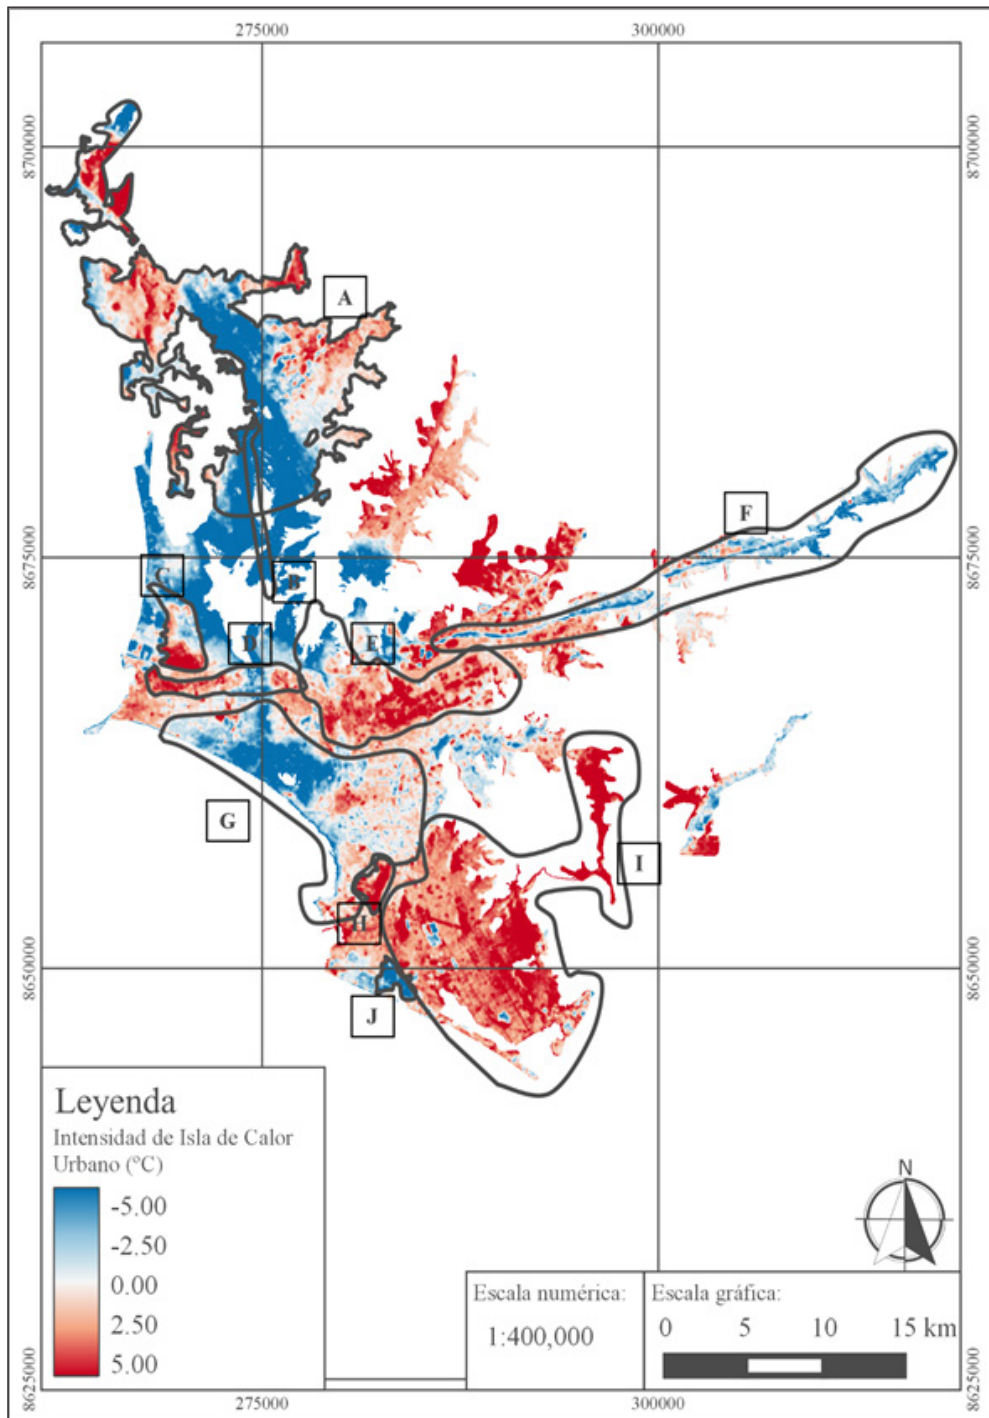 275000
300000
8700000
8700000
A
F
8675000
8675000
C
B
D
E
G
I
H
8650000
8650000
J
Leyenda
Intensidad de Isla de Calor
Urbano (°C)
-5.00
-2.50
0.00
2.50
5.00
N
Escala numérica:
1:400,000
Escala gráfica:
0 5 10 15 km
8625000
8625000
275000
300000